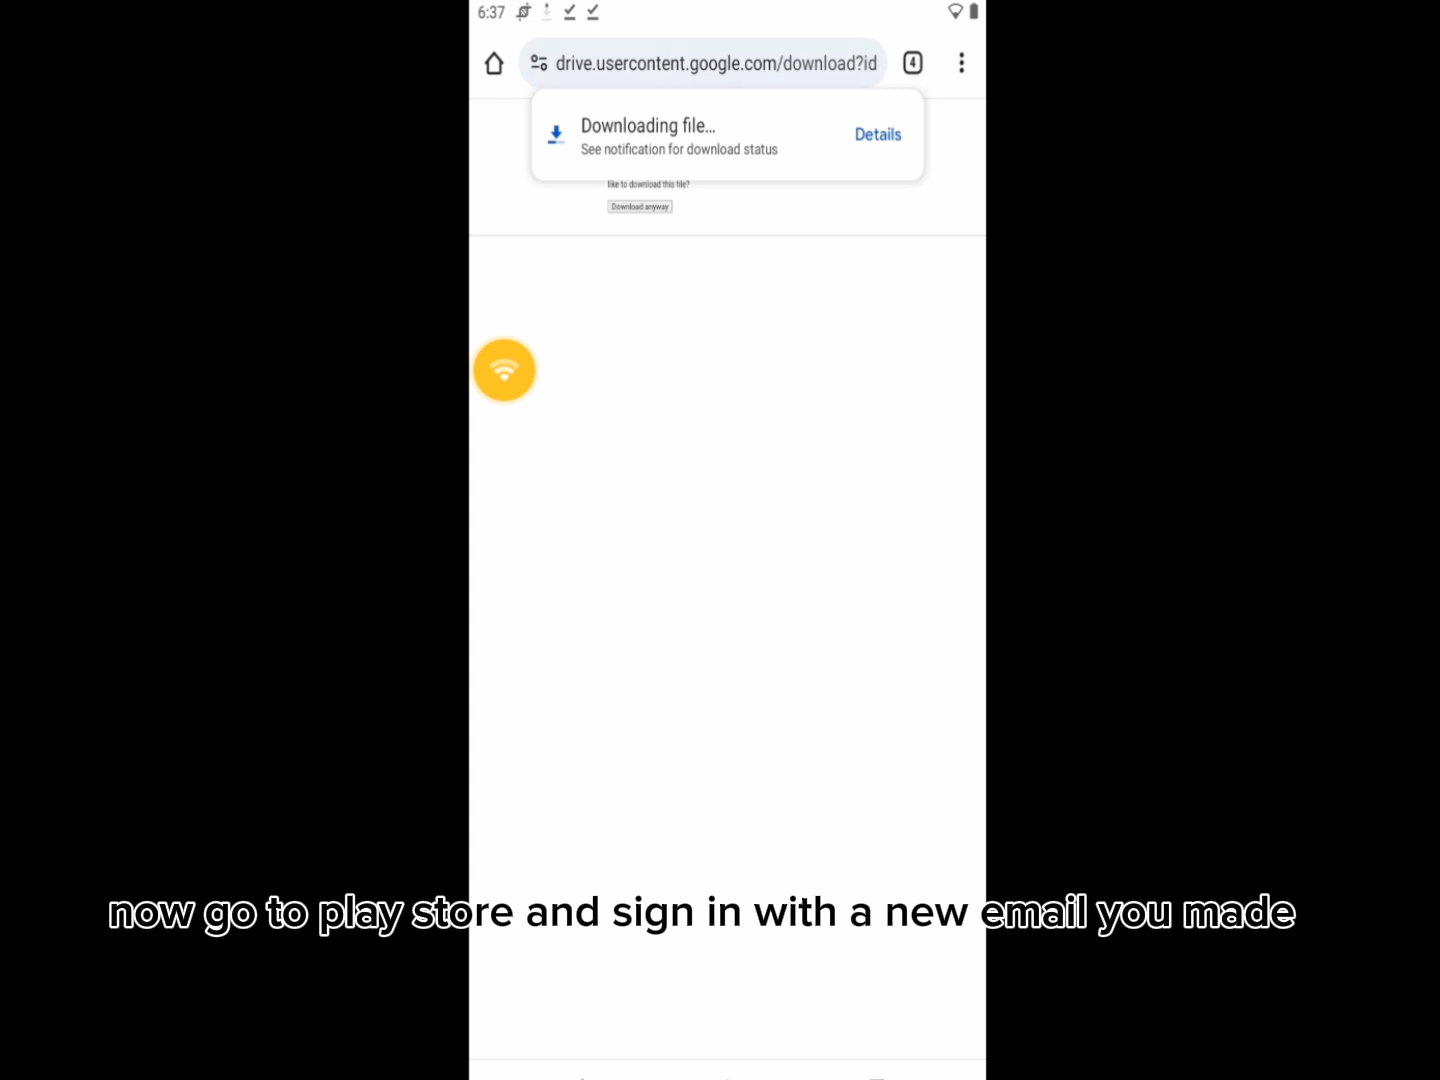 6:37
drive.usercontent.google.com/download?id
4
Downloading file...
See notification for download status
Details
like to download this file?
Download anyway
now go to play store and sign in with a new email you made